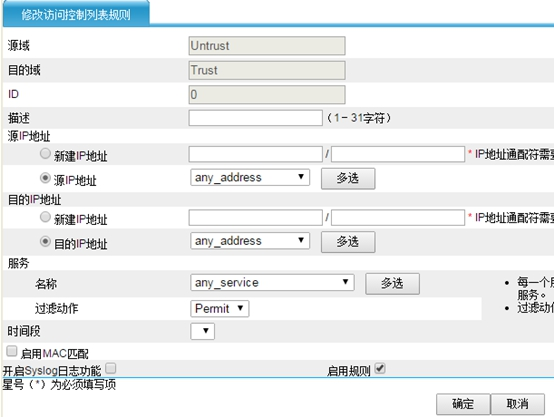 修改访问控制列表规则
源域 Untrust
目的域 Trust
ID 0
描述 (1-31字符)
源IP地址
新建IP地址 / * IP地址通配符需要
源IP地址 any_address 多选
目的IP地址
新建IP地址 / * IP地址通配符需要
目的IP地址 any_address 多选
服务
名称 any_service 多选 • 每一个服
服务。
过滤动作 Permit • 过滤动作
时间段
启用MAC匹配
开启Syslog日志功能 启用规则
星号（*）为必须填写项
确定 取消